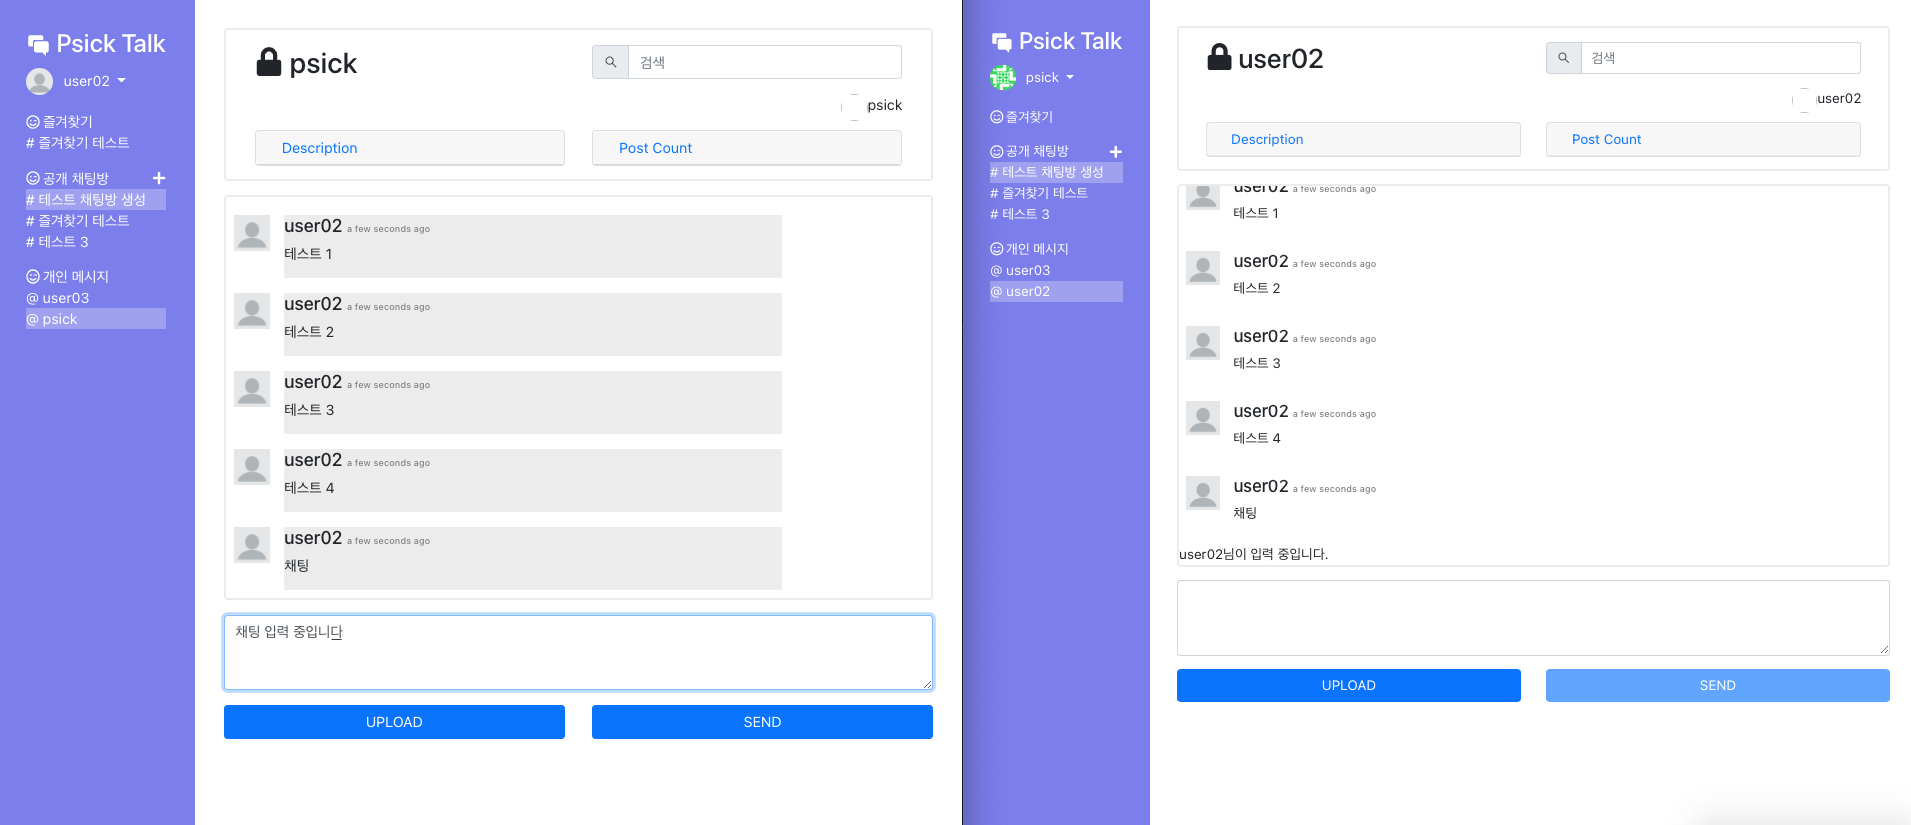 Psick Talk
user02
즐겨찾기
# 즐겨찾기 테스트
공개 채팅방
# 테스트 채팅방 생성
# 즐겨찾기 테스트
# 테스트 3
개인 메시지
@ user03
@ psick
psick
검색
psick
Description
Post Count
user02 a few seconds ago
테스트 1
user02 a few seconds ago
테스트 2
user02 a few seconds ago
테스트 3
user02 a few seconds ago
테스트 4
user02 a few seconds ago
채팅
채팅 입력 중입니다
UPLOAD
SEND
Psick Talk
psick
즐겨찾기
공개 채팅방
# 테스트 채팅방 생성
# 즐겨찾기 테스트
# 테스트 3
개인 메시지
@ user03
@ user02
user02
검색
user02
Description
Post Count
user02 a few seconds ago
테스트 1
user02 a few seconds ago
테스트 2
user02 a few seconds ago
테스트 3
user02 a few seconds ago
테스트 4
user02 a few seconds ago
채팅
user02님이 입력 중입니다.
UPLOAD
SEND